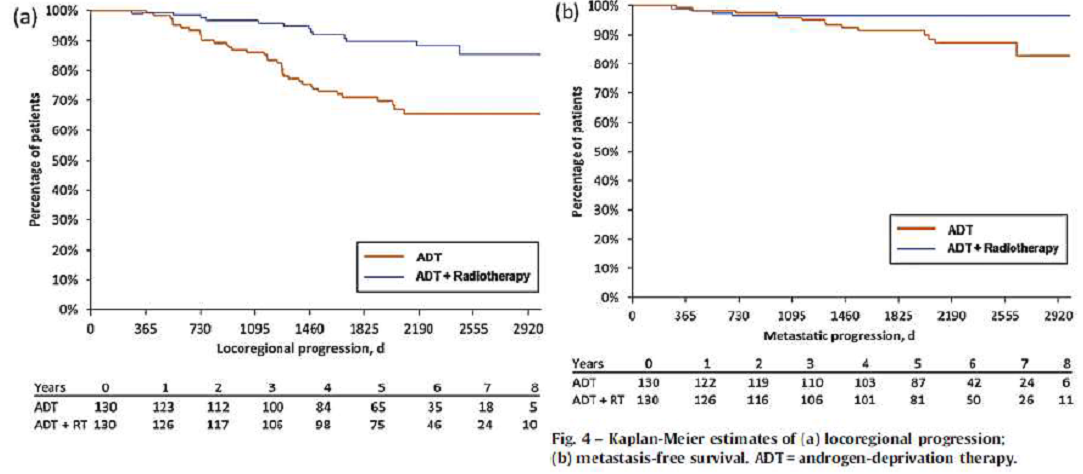 (a)
100%
90%
80%
70%
60%
50%
40%
30%
20%
10%
0%
Percentage of patients
ADT
ADT + Radiotherapy
0 365 730 1095 1460 1825 2190 2555 2920
Locoregional progression, d
Years 0 1 2 3 4 5 6 7 8
ADT 130 123 112 100 84 65 35 18 5
ADT + RT 130 126 117 106 98 75 46 24 10
(b)
100%
90%
80%
70%
60%
50%
40%
30%
20%
10%
0%
Percentage of patients
ADT
ADT + Radiotherapy
0 365 730 1095 1460 1825 2190 2555 2920
Metastatic progression, d
Years 0 1 2 3 4 5 6 7 8
ADT 130 122 119 110 103 87 42 24 6
ADT + RT 130 126 116 106 101 81 50 26 11
Fig. 4 – Kaplan-Meier estimates of (a) locoregional progression;
(b) metastasis-free survival. ADT = androgen-deprivation therapy.